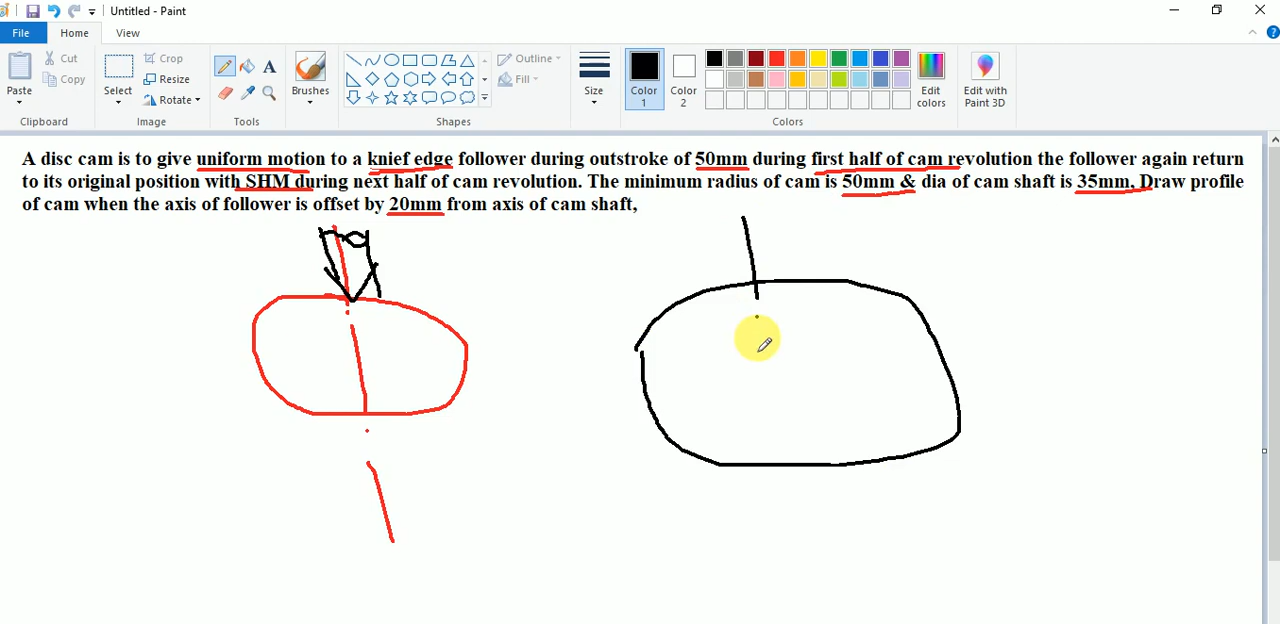 Untitled - Paint
File Home View
Paste Cut Copy Clipboard
Select Crop Resize Rotate Image
Tools
Brushes
Outline Fill Shapes
Size
Color 1 Color 2 Edit colors Colors
Edit with Paint 3D
A disc cam is to give uniform motion to a knief edge follower during outstroke of 50mm during first half of cam revolution the follower again return
to its original position with SHM during next half of cam revolution. The minimum radius of cam is 50mm & dia of cam shaft is 35mm, Draw profile
of cam when the axis of follower is offset by 20mm from axis of cam shaft,